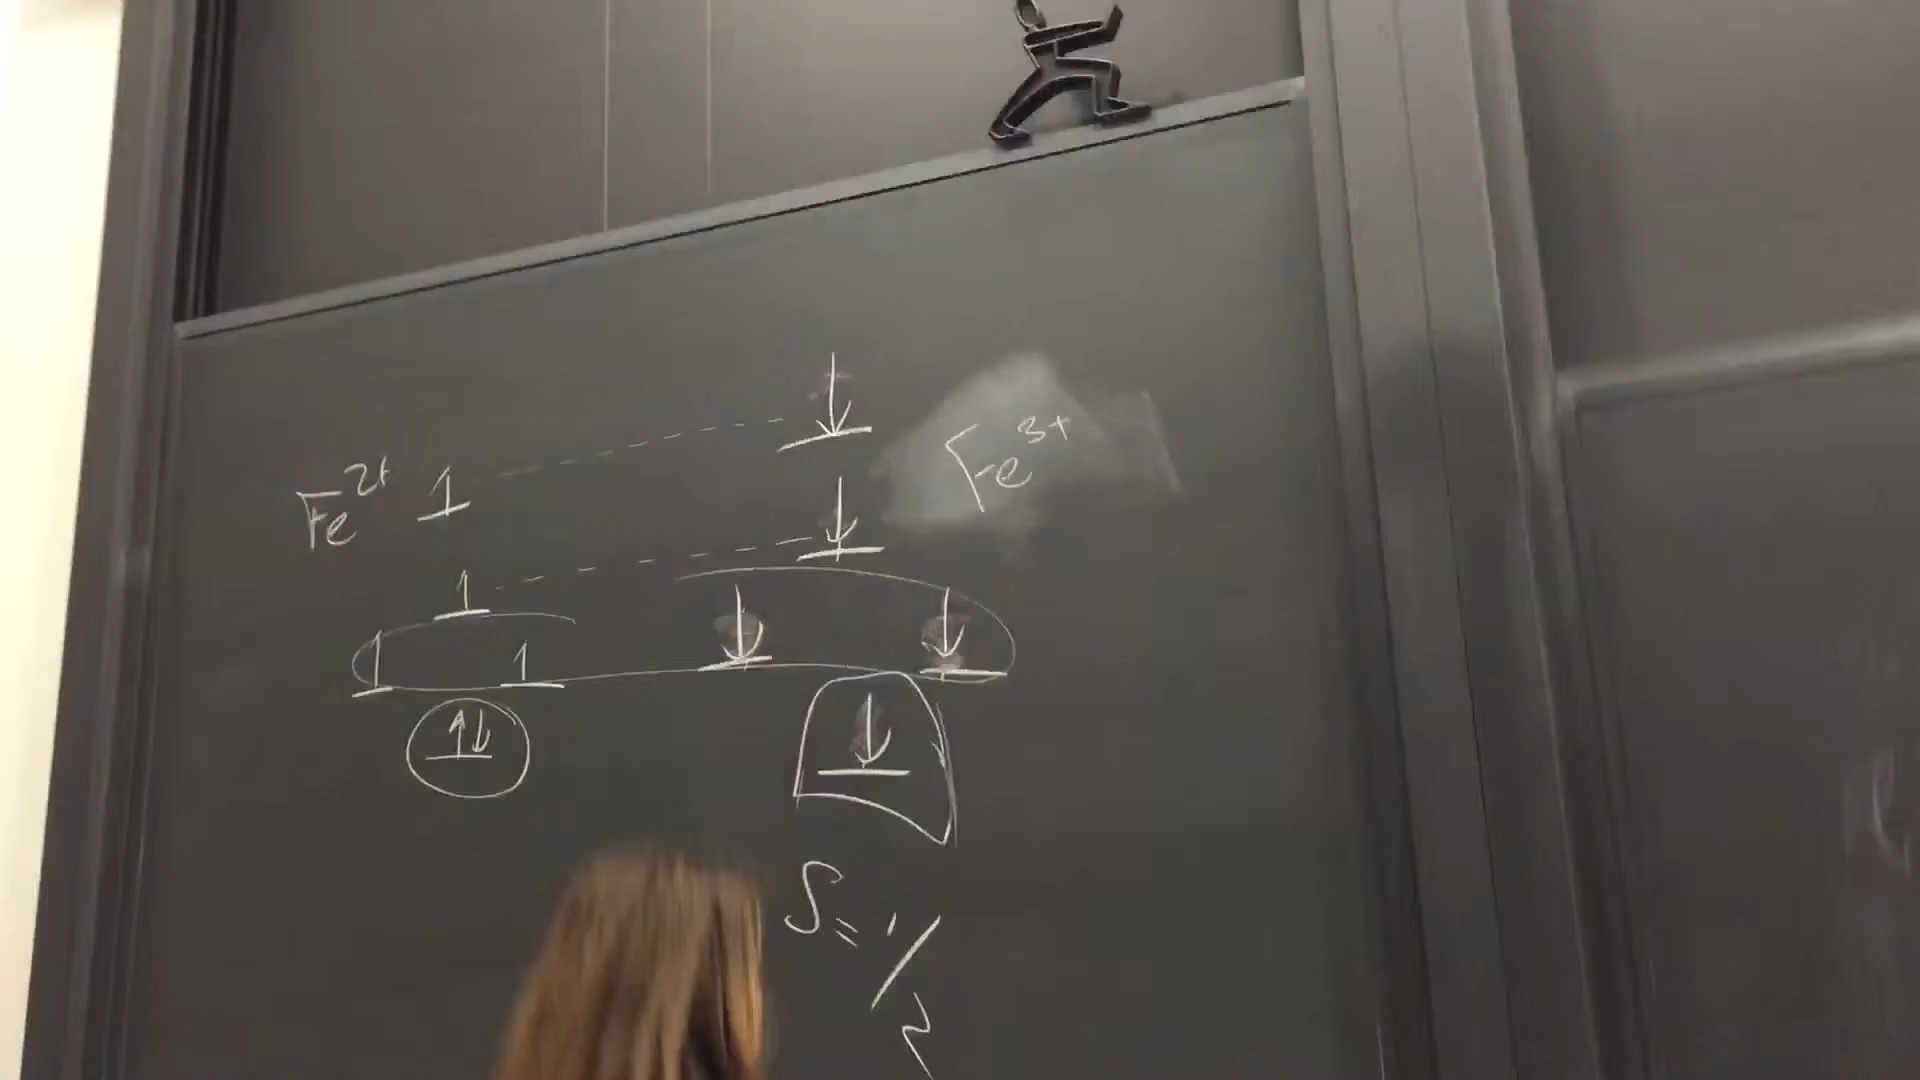 Fe²⁺
Fe³⁺
S = 1/2